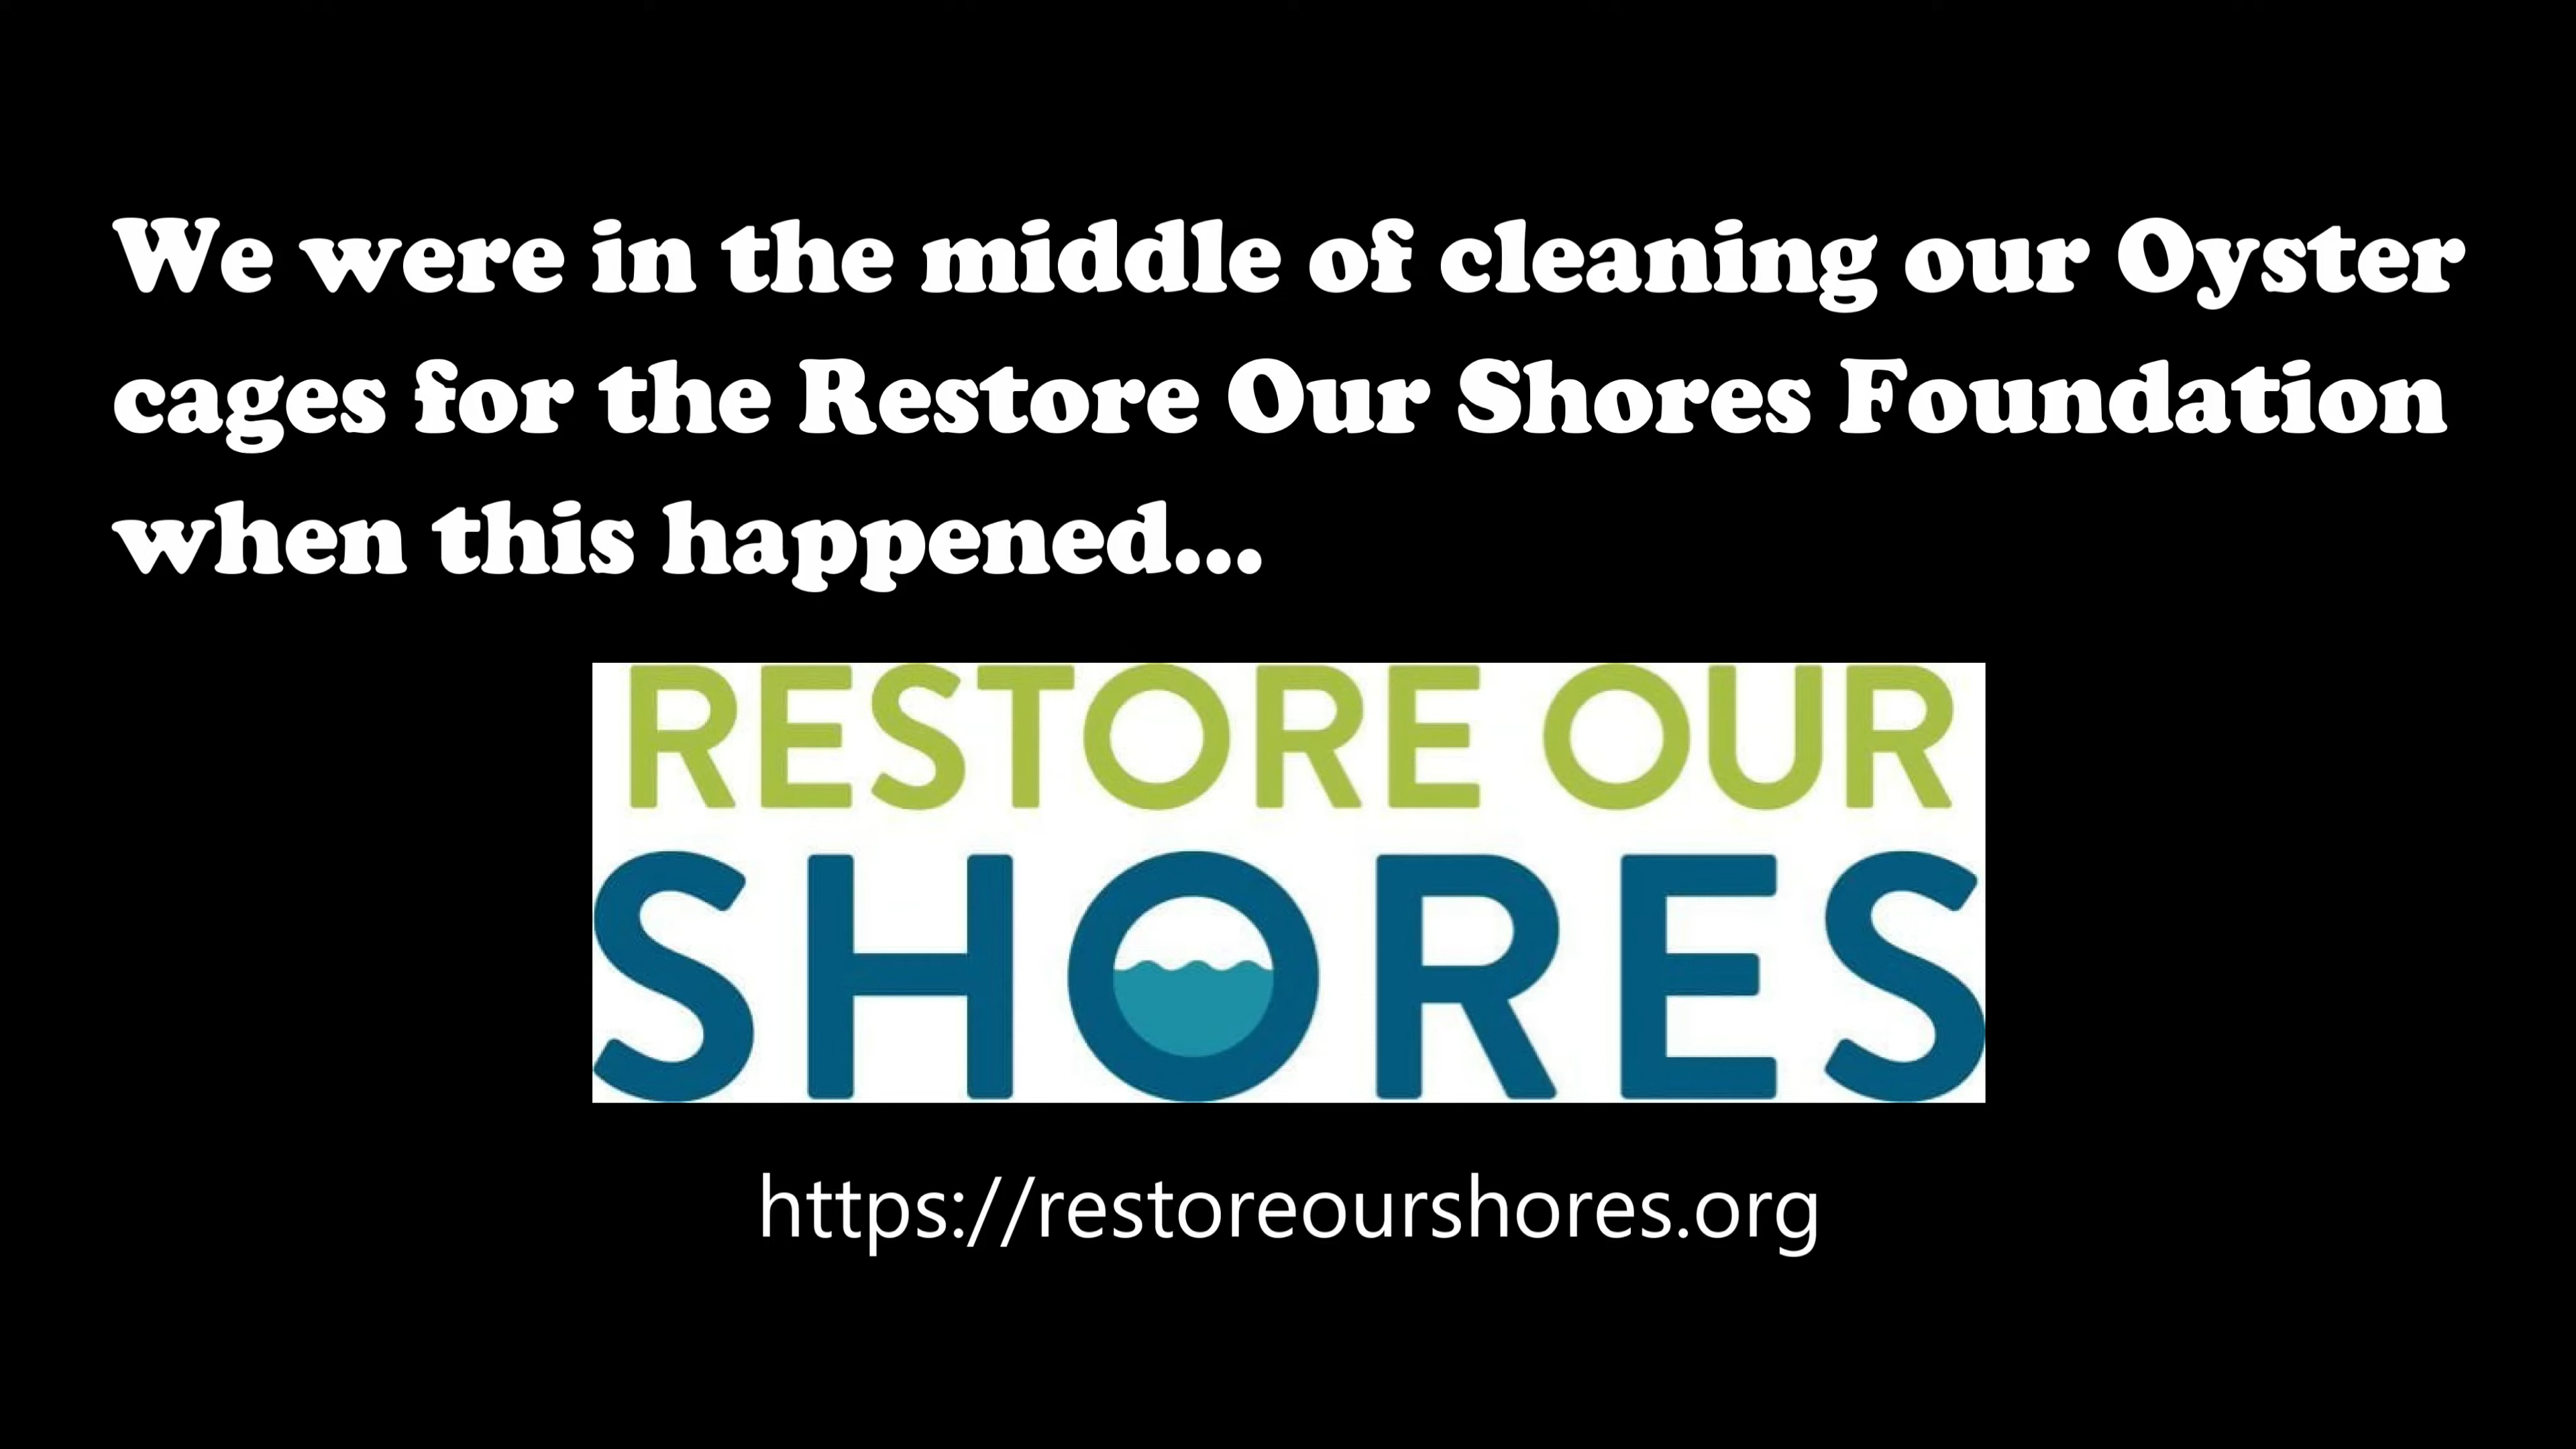 We were in the middle of cleaning our Oyster
cages for the Restore Our Shores Foundation
when this happened...
RESTORE OUR
SHORES
https://restoreourshores.org